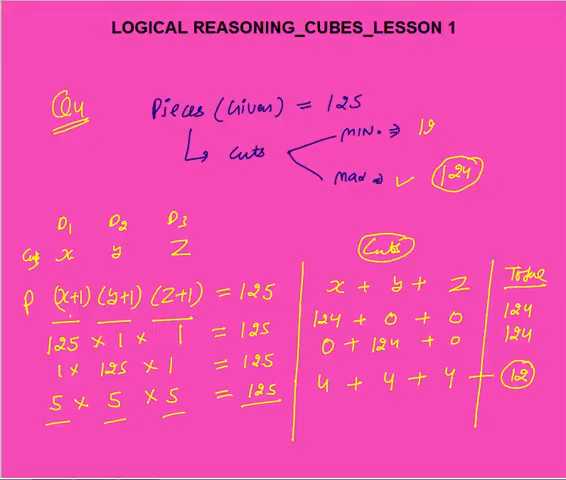 LOGICAL REASONING_CUBES_LESSON 1
Q4 Pieces (Given) = 125
↳ Cuts
MIN. ⇒ 12
Max ⇒ ✓ 124
D1 D2 D3
Cuts x y Z
P (x+1) (y+1) (Z+1) = 125
125 × 1 × 1 = 125
1 × 125 × 1 = 125
5 × 5 × 5 = 125
Cuts
x + y + Z
124 + 0 + 0
0 + 124 + 0
4 + 4 + 4
Total
124
124
12